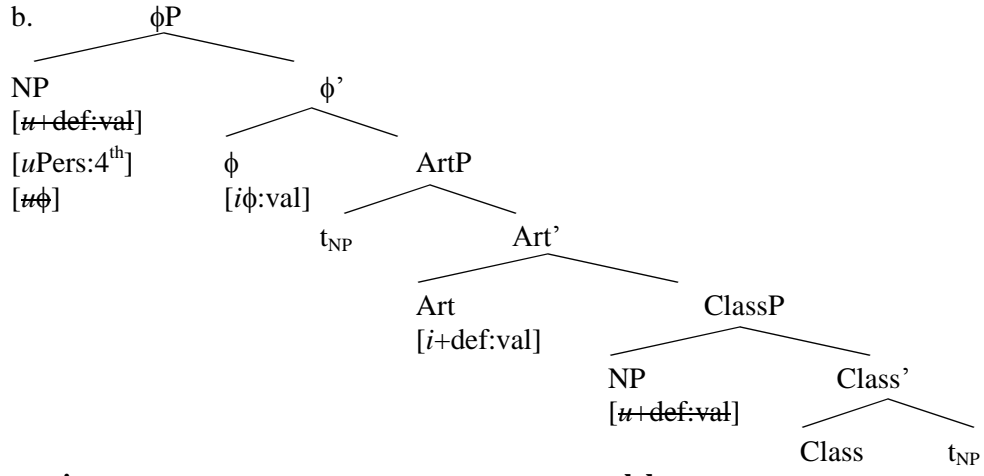 b. ϕP
NP ϕ'
[u+def:val]
[uPers:4th] ϕ ArtP
[uϕ] [iϕ:val]
tNP Art'
Art ClassP
[i+def:val]
NP Class'
[u+def:val]
Class tNP